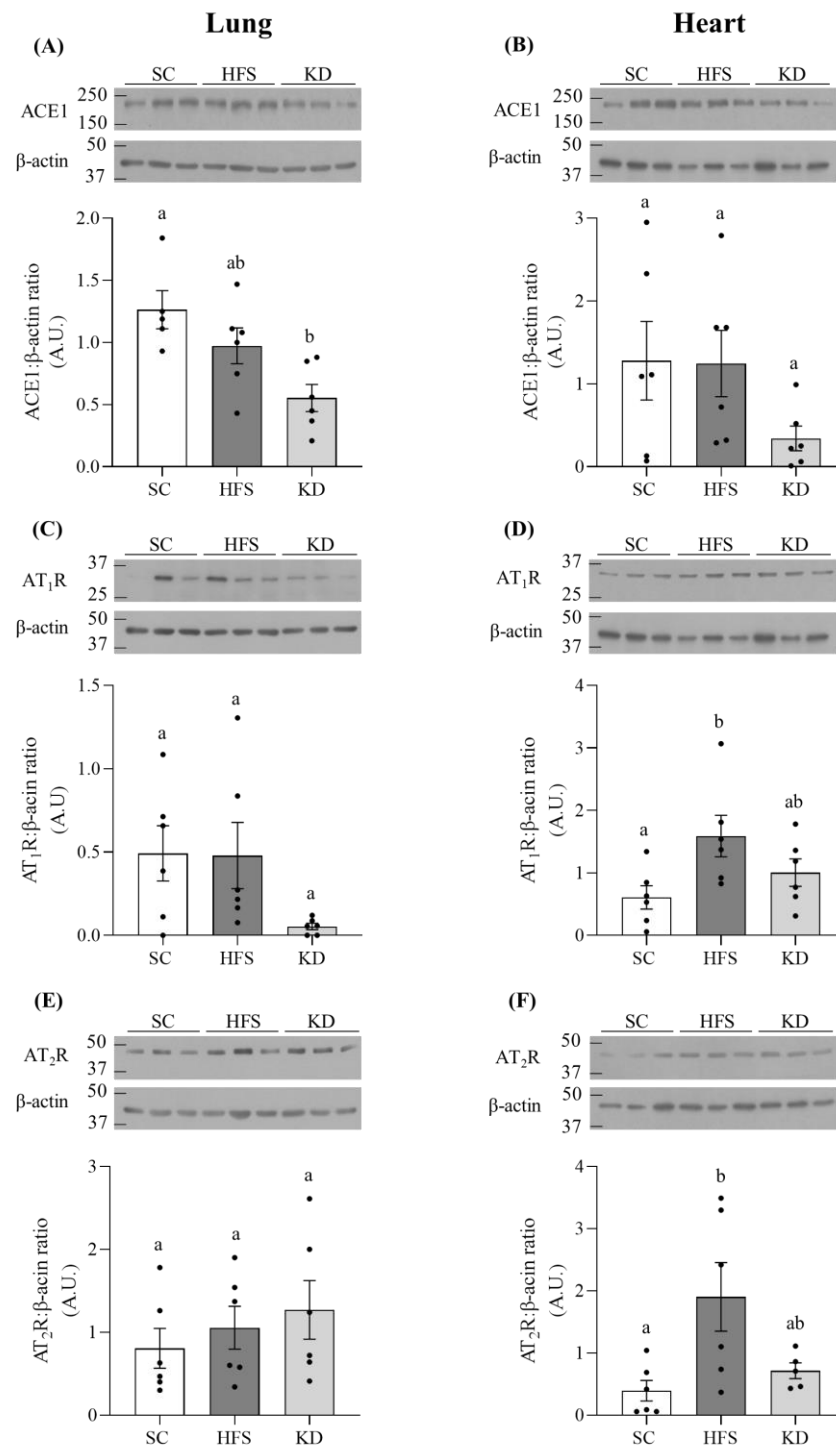 Lung
Heart
(A)
SC HFS KD
ACE1
250
150
β-actin
50
37
ACE1:β-actin ratio
(A.U.)
2.0
1.5
1.0
0.5
0.0
a
ab
b
SC HFS KD
(B)
SC HFS KD
ACE1
250
150
β-actin
50
37
ACE1:β-actin ratio
(A.U.)
3
2
1
0
a
a
a
SC HFS KD
(C)
SC HFS KD
AT₁R
37
25
β-actin
50
37
AT₁R:β-acin ratio
(A.U)
1.5
1.0
0.5
0.0
a
a
a
SC HFS KD
(D)
SC HFS KD
AT₁R
37
25
β-actin
50
37
AT₁R:β-acin ratio
(A.U.)
4
3
2
1
0
a
b
ab
SC HFS KD
(E)
SC HFS KD
AT₂R
50
37
β-actin
50
37
AT₂R:β-acin ratio
(A.U.)
3
2
1
0
a
a
a
SC HFS KD
(F)
SC HFS KD
AT₂R
50
37
β-actin
50
37
AT₂R:β-acin ratio
(A.U.)
4
3
2
1
0
a
b
ab
SC HFS KD